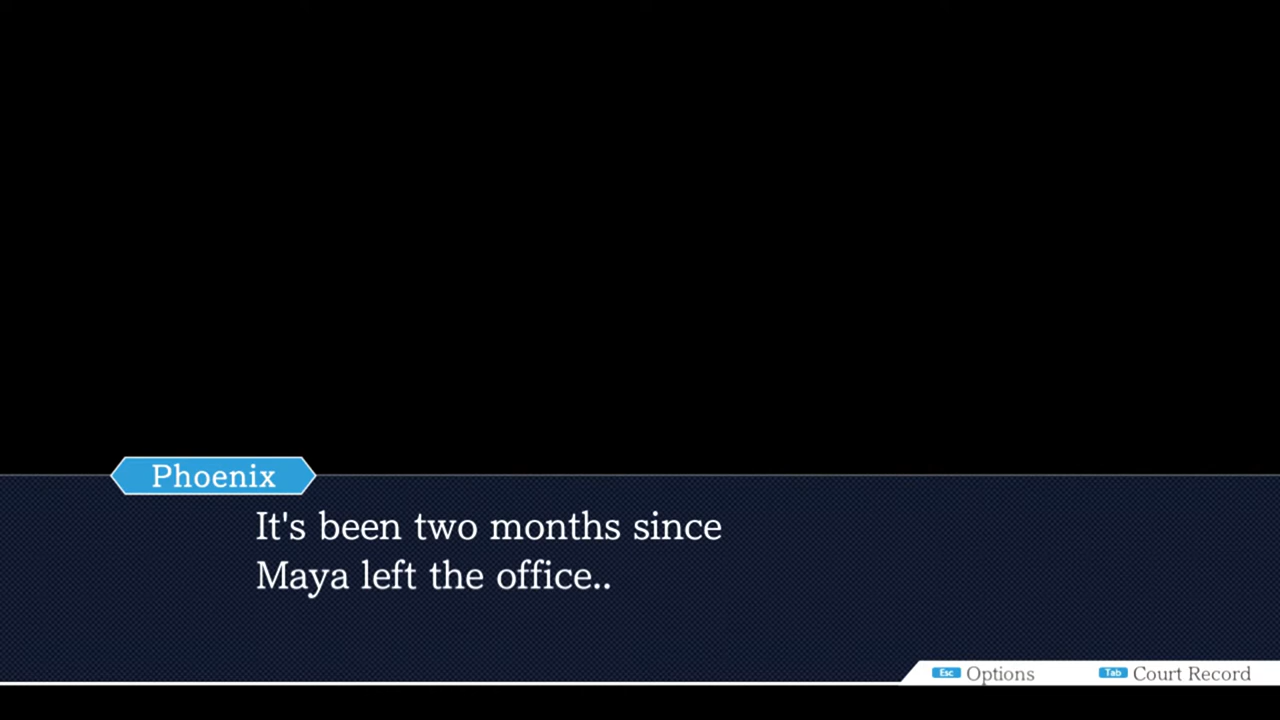 Phoenix
It's been two months since
Maya left the office..
Esc Options Tab Court Record